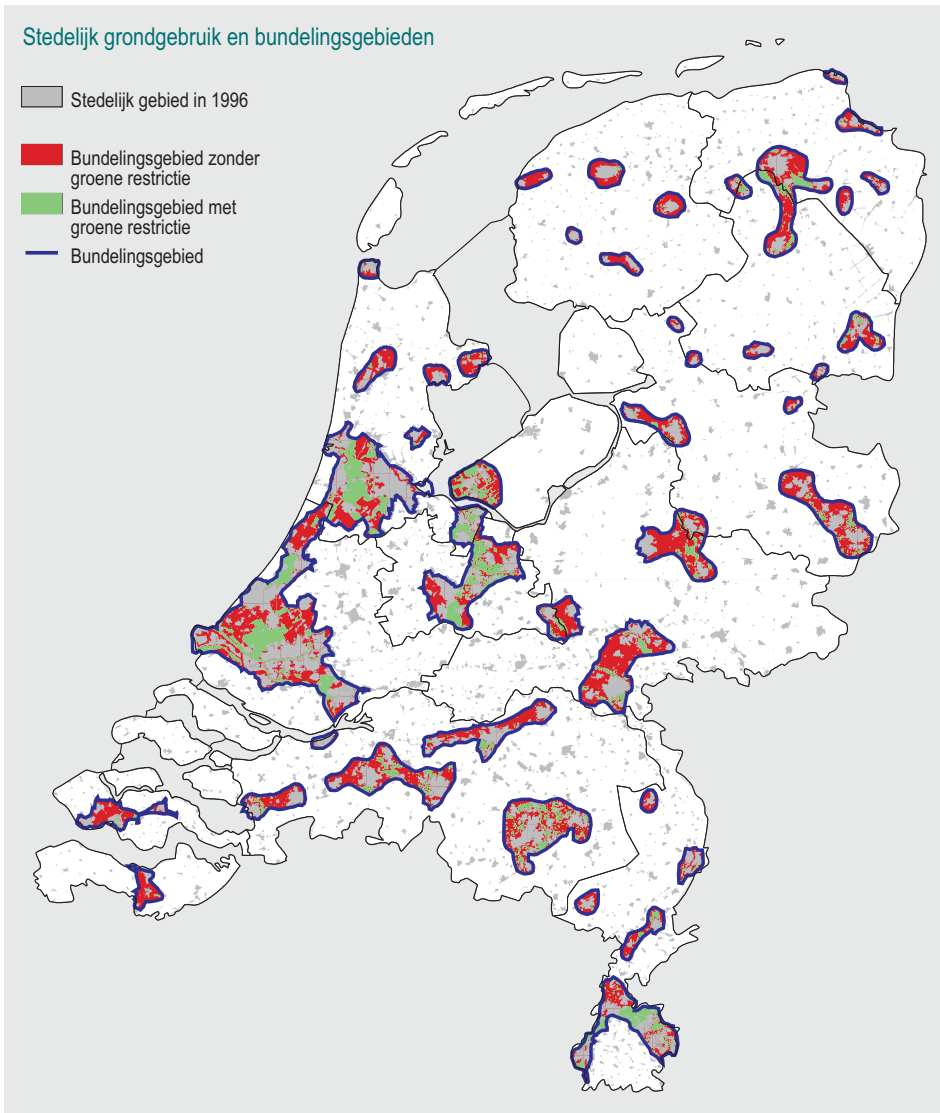 Stedelijk grondgebruik en bundelingsgebieden
Stedelijk gebied in 1996
Bundelingsgebied zonder
groene restrictie
Bundelingsgebied met
groene restrictie
Bundelingsgebied